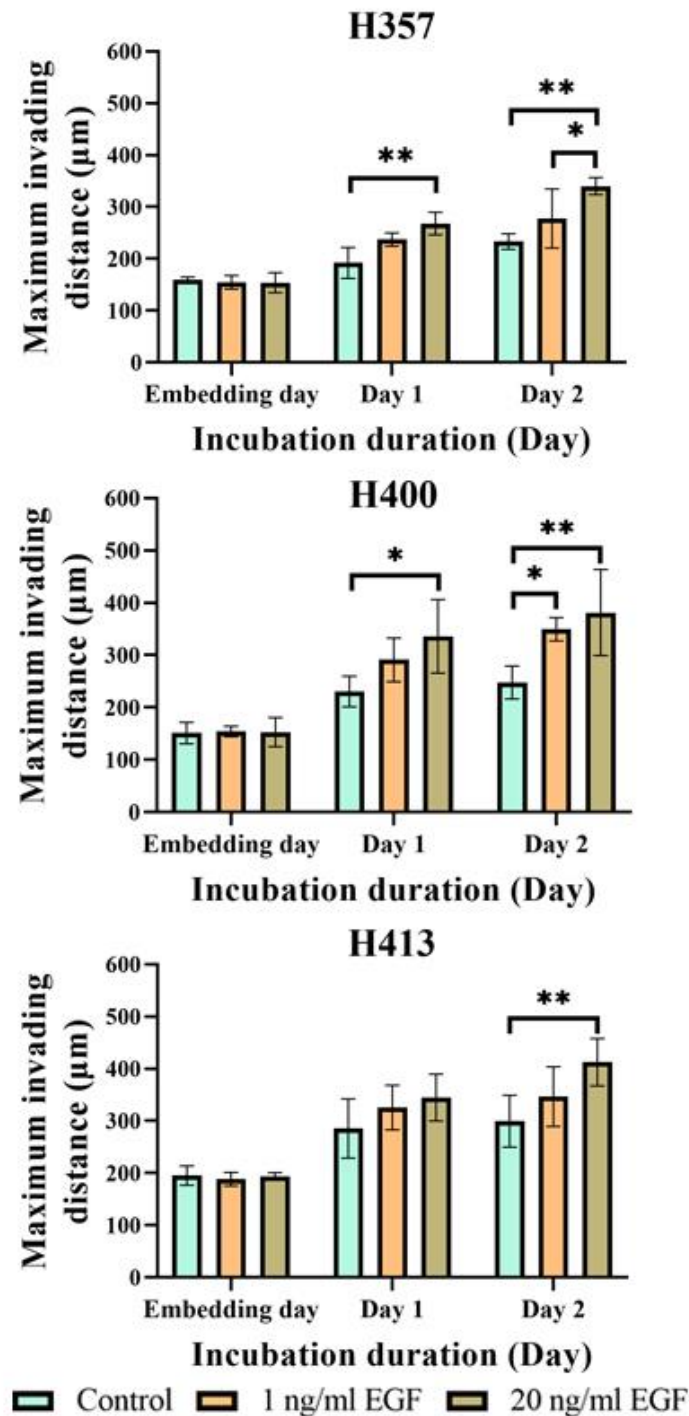 H357
Maximum invading
distance (µm)
600
500
400
300
200
100
0
**
**
*
Embedding day Day 1 Day 2
Incubation duration (Day)
H400
Maximum invading
distance (µm)
600
500
400
300
200
100
0
*
**
*
Embedding day Day 1 Day 2
Incubation duration (Day)
H413
Maximum invading
distance (µm)
600
500
400
300
200
100
0
**
Embedding day Day 1 Day 2
Incubation duration (Day)
Control 1 ng/ml EGF 20 ng/ml EGF